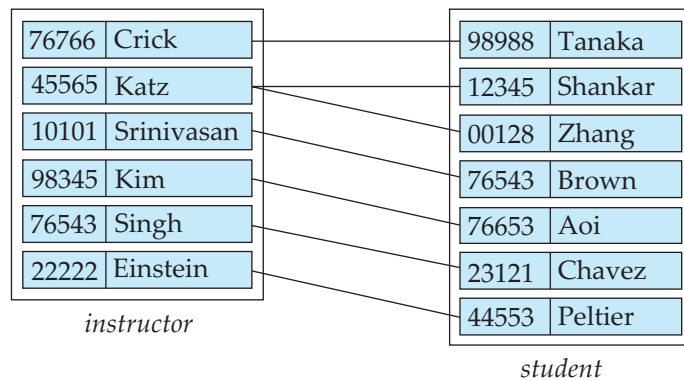 76766 Crick
45565 Katz
10101 Srinivasan
98345 Kim
76543 Singh
22222 Einstein
instructor
98988 Tanaka
12345 Shankar
00128 Zhang
76543 Brown
76653 Aoi
23121 Chavez
44553 Peltier
student